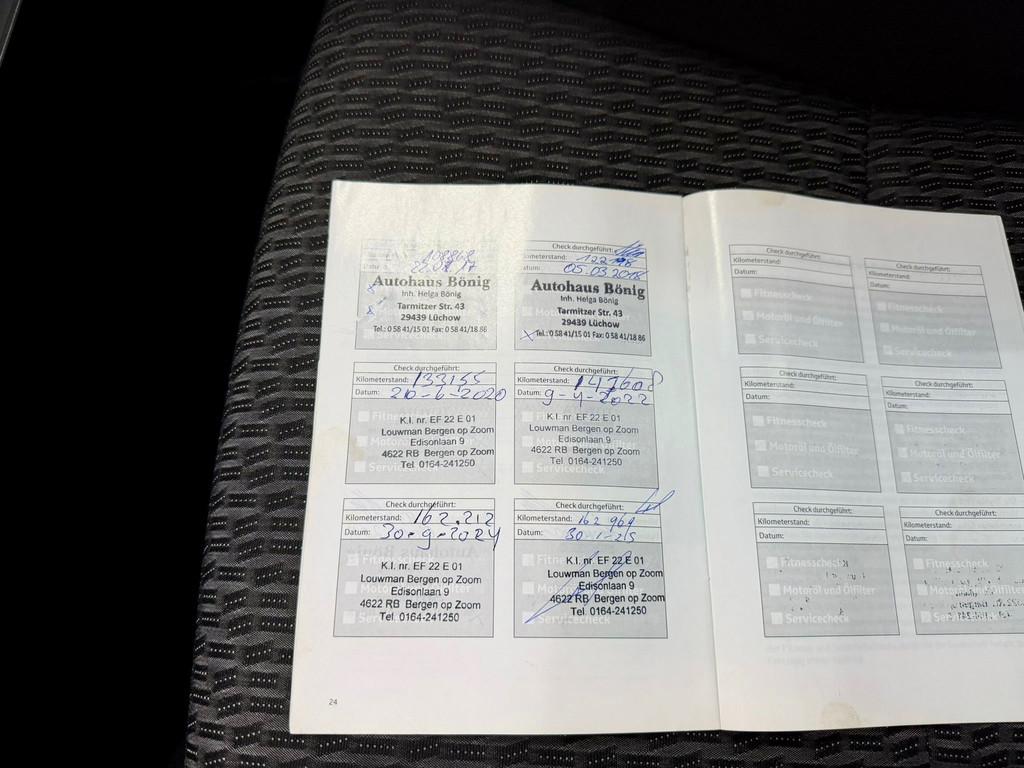 108868
22.08.17
Autohaus Bönig
Inh. Helga Bönig
Tarmitzer Str. 43
29439 Lüchow
Tel.: 0 58 41/15 01 Fax: 0 58 41/18 86
Servicecheck
Check durchgeführt:
Kilometerstand:
Datum: 05.03.2018
Autohaus Bönig
Inh. Helga Bönig
Tarmitzer Str. 43
29439 Lüchow
Tel.: 0 58 41/15 01 Fax: 0 58 41/18 86
Check durchgeführt:
Kilometerstand: 133155
Datum: 20-6-2020
K.I. nr. EF 22 E 01
Louwman Bergen op Zoom
Edisonlaan 9
4622 RB Bergen op Zoom
Tel. 0164-241250
Servicecheck
Check durchgeführt:
Kilometerstand: 147608
Datum: 9-4-2022
K.I. nr. EF 22 E 01
Louwman Bergen op Zoom
Edisonlaan 9
4622 RB Bergen op Zoom
Tel. 0164-241250
Servicecheck
Check durchgeführt:
Kilometerstand: 162.212
Datum: 30-9-2024
K.I. nr. EF 22 E 01
Louwman Bergen op Zoom
Edisonlaan 9
4622 RB Bergen op Zoom
Tel. 0164-241250
Servicecheck
Check durchgeführt:
Kilometerstand: 162 964
Datum: 30-1-25
K.I. nr. EF 22 E 01
Louwman Bergen op Zoom
Edisonlaan 9
4622 RB Bergen op Zoom
Tel. 0164-241250
Servicecheck
24
Check durchgeführt:
Kilometerstand:
Datum:
Fitnesscheck
Motoröl und Ölfilter
Servicecheck
Check durchgeführt:
Kilometerstand:
Datum:
Fitnesscheck
Motoröl und Ölfilter
Servicecheck
Check durchgeführt:
Kilometerstand:
Datum:
Fitnesscheck
Motoröl und Ölfilter
Servicecheck
Check durchgeführt:
Kilometerstand:
Datum:
Fitnesscheck
Motoröl und Ölfilter
Servicecheck
Check durchgeführt:
Kilometerstand:
Datum:
Fitnesscheck
Motoröl und Ölfilter
Servicecheck
Check durchgeführt:
Kilometerstand:
Datum:
Fitnesscheck
Motoröl und Ölfilter
Servicecheck